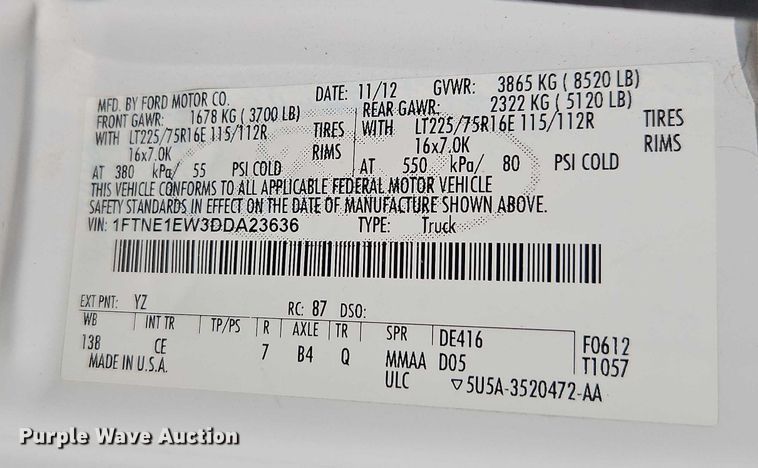 MFD. BY FORD MOTOR CO. DATE: 11/12 GVWR: 3865 KG ( 8520 LB)
FRONT GAWR: 1678 KG ( 3700 LB) REAR GAWR: 2322 KG ( 5120 LB)
WITH LT225/75R16E 115/112R TIRES WITH LT225/75R16E 115/112R TIRES
16x7.0K RIMS 16x7.0K RIMS
AT 380 kPa/ 55 PSI COLD AT 550 kPa/ 80 PSI COLD
THIS VEHICLE CONFORMS TO ALL APPLICABLE FEDERAL MOTOR VEHICLE
SAFETY STANDARDS IN EFFECT ON THE DATE OF MANUFACTURE SHOWN ABOVE.
VIN: 1FTNE1EW3DDA23636 TYPE: Truck
EXT PNT: YZ RC: 87 DSO:
WB INT TR TP/PS R AXLE TR SPR DE416 F0612
138 CE 7 B4 Q MMAA D05 T1057
MADE IN U.S.A. ULC ▽5U5A-3520472-AA
Purple Wave Auction